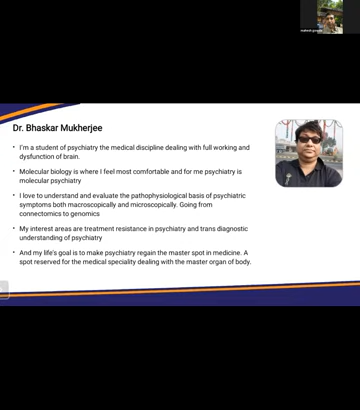 Dr. Bhaskar Mukherjee
• I'm a student of psychiatry the medical discipline dealing with full working and
dysfunction of brain.
• Molecular biology is where I feel most comfortable and for me psychiatry is
molecular psychiatry
• I love to understand and evaluate the pathophysiological basis of psychiatric
symptoms both macroscopically and microscopically. Going from
connectomics to genomics
• My interest areas are treatment resistance in psychiatry and trans diagnostic
understanding of psychiatry
• And my life's goal is to make psychiatry regain the master spot in medicine. A
spot reserved for the medical speciality dealing with the master organ of body.